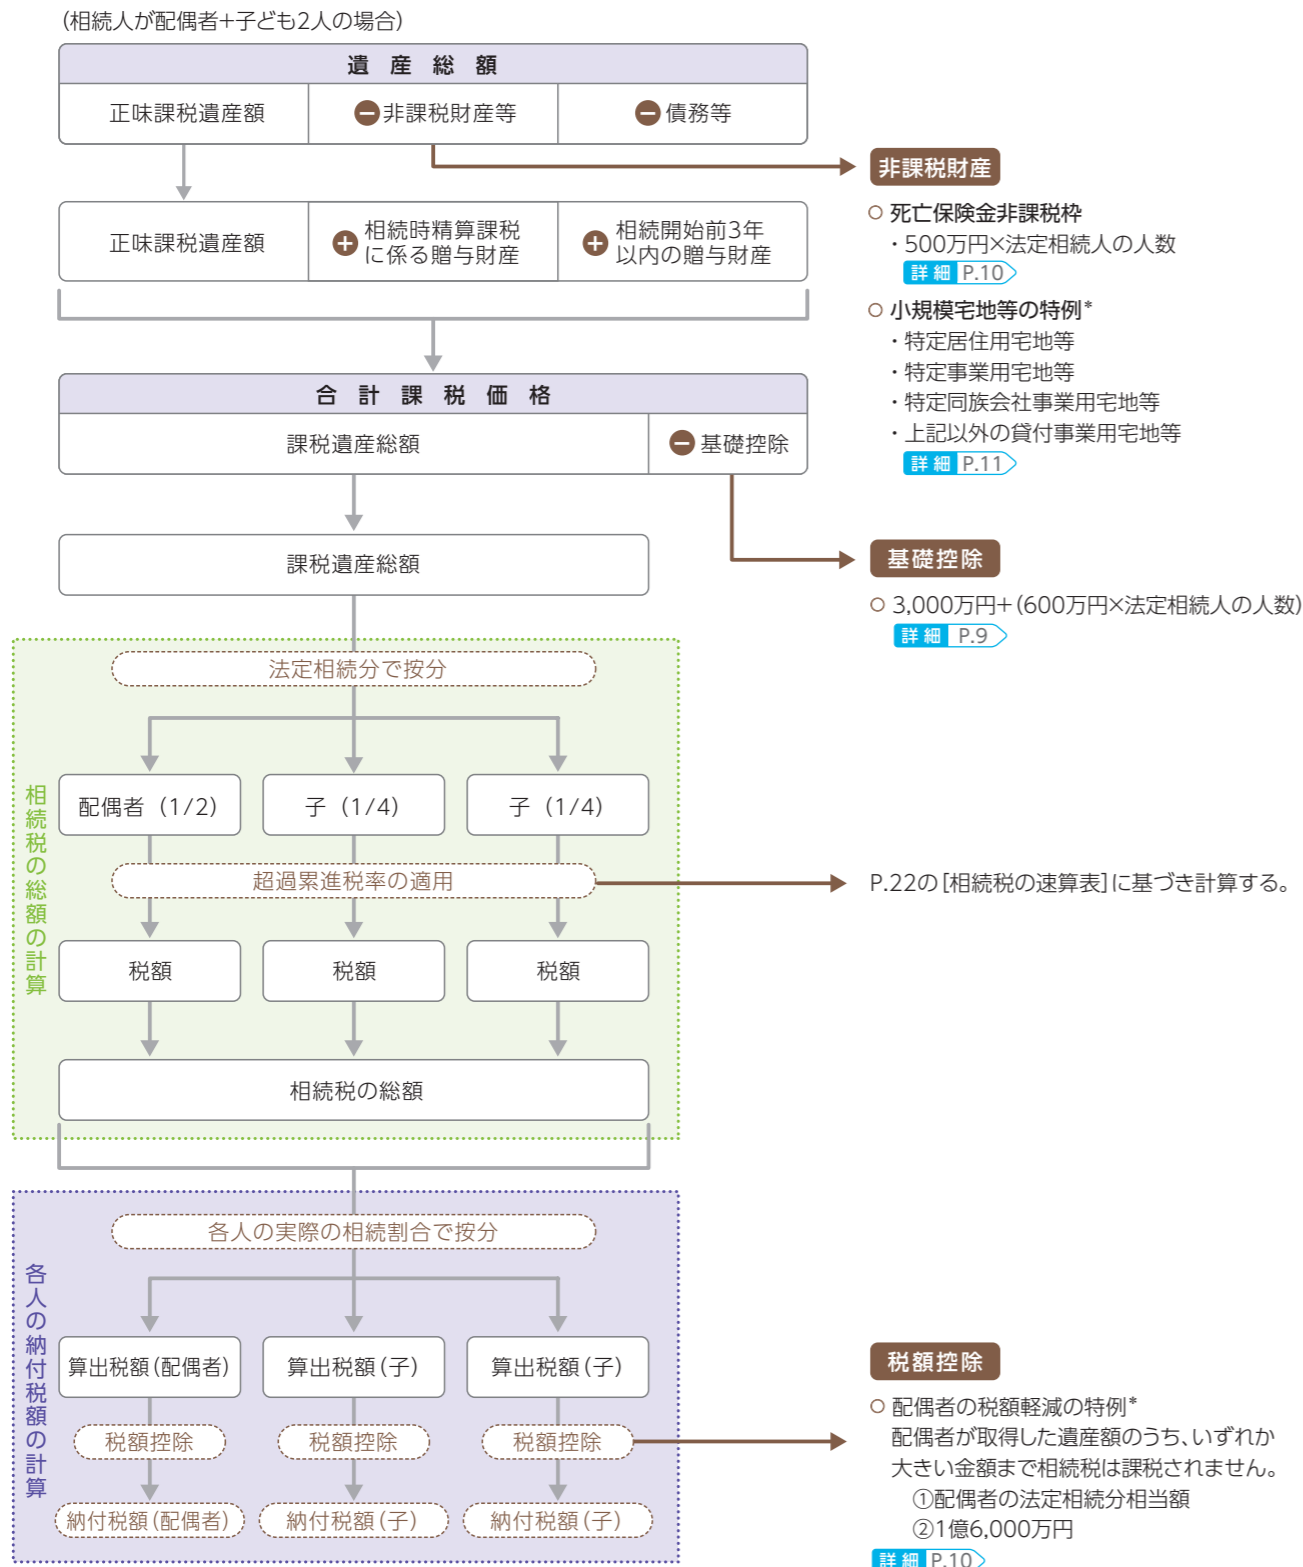 (相続人が配偶者+子ども2人の場合)
遺産総額
正味課税遺産額
−非課税財産等
−債務等
非課税財産
○ 死亡保険金非課税枠
・500万円×法定相続人の人数
詳細 P.10
○ 小規模宅地等の特例*
・特定居住用宅地等
・特定事業用宅地等
・特定同族会社事業用宅地等
・上記以外の貸付事業用宅地等
詳細 P.11
正味課税遺産額
+相続時精算課税
に係る贈与財産
+相続開始前3年
以内の贈与財産
合計課税価格
課税遺産総額
−基礎控除
基礎控除
○ 3,000万円+(600万円×法定相続人の人数)
詳細 P.9
課税遺産総額
相続税の総額の計算
法定相続分で按分
配偶者 (1/2)
子 (1/4)
子 (1/4)
超過累進税率の適用
P.22の[相続税の速算表]に基づき計算する。
税額
税額
税額
相続税の総額
各人の納付税額の計算
各人の実際の相続割合で按分
算出税額(配偶者)
算出税額(子)
算出税額(子)
税額控除
税額控除
税額控除
納付税額(配偶者)
納付税額(子)
納付税額(子)
税額控除
○ 配偶者の税額軽減の特例*
配偶者が取得した遺産額のうち、いずれか
大きい金額まで相続税は課税されません。
①配偶者の法定相続分相当額
②1億6,000万円
詳細 P.10